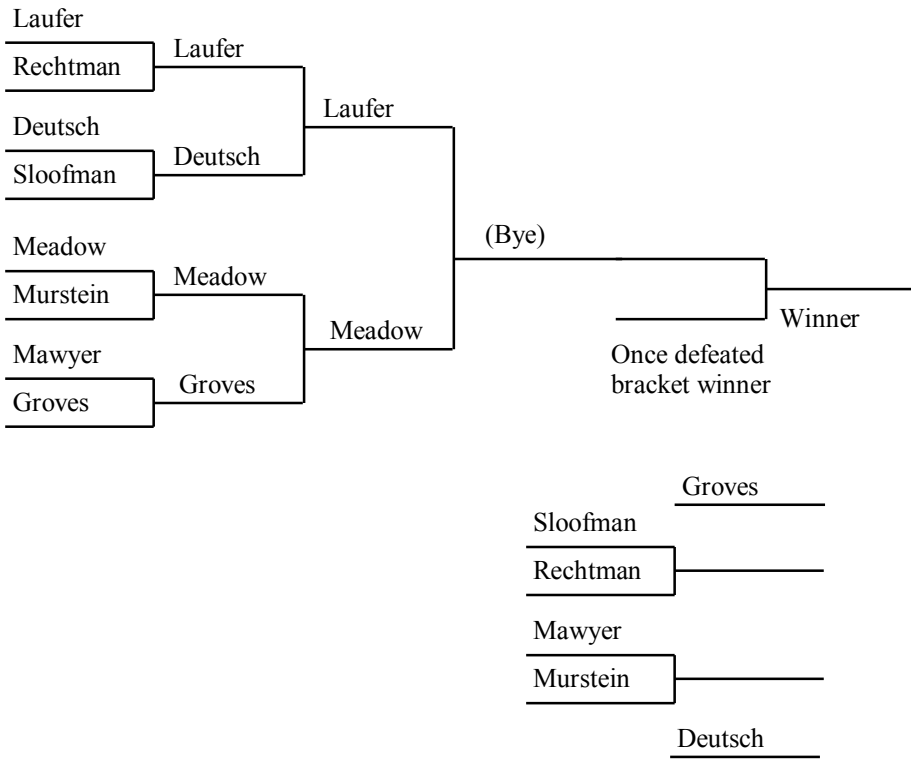 Laufer
Rechtman
Laufer
Laufer
Deutsch
Sloofman
Deutsch
(Bye)
Meadow
Murstein
Meadow
Meadow
Mawyer
Groves
Groves
Winner
Once defeated
bracket winner
Groves
Sloofman
Rechtman
Mawyer
Murstein
Deutsch